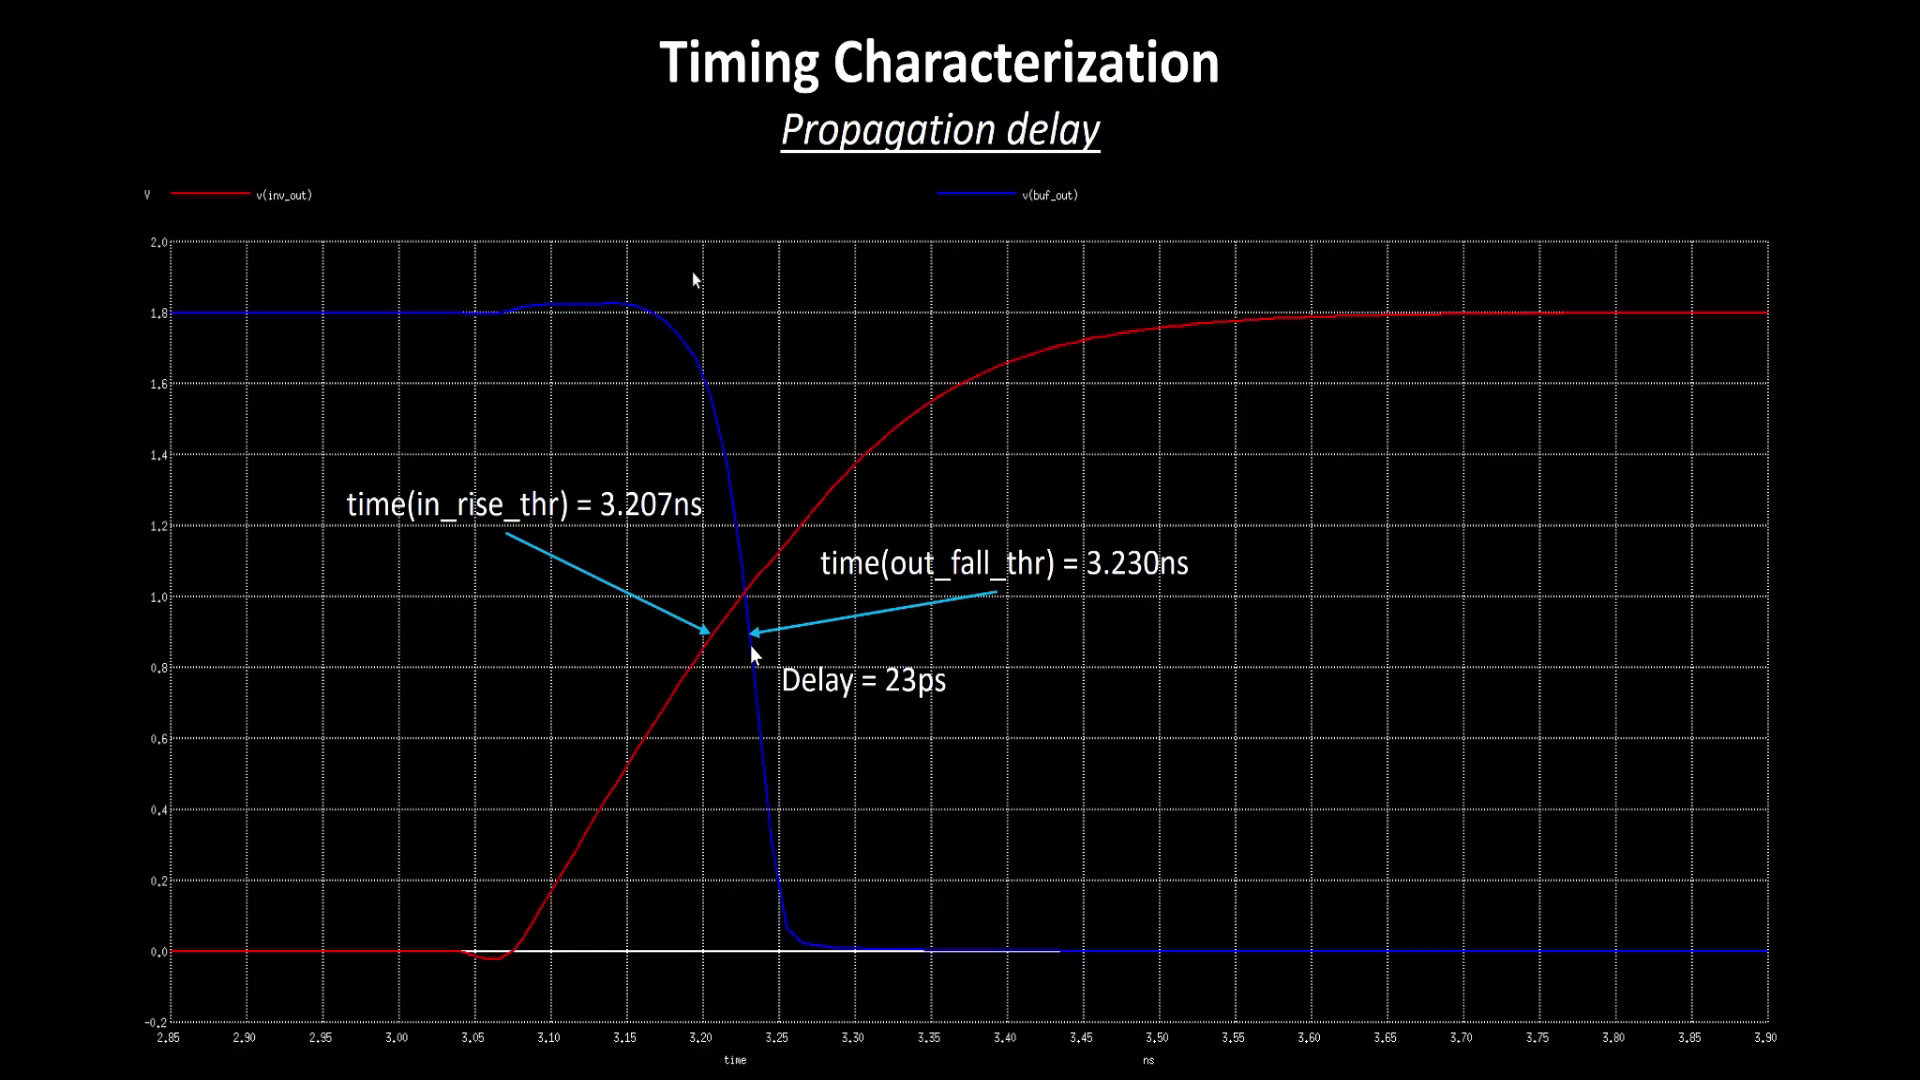 Timing Characterization
Propagation delay
V v(inv_out) v(buf_out)
2.0
1.8
1.6
1.4
time(in_rise_thr) = 3.207ns
1.2
time(out_fall_thr) = 3.230ns
1.0
0.8
Delay = 23ps
0.6
0.4
0.2
0.0
-0.2
2.85 2.90 2.95 3.00 3.05 3.10 3.15 3.20 3.25 3.30 3.35 3.40 3.45 3.50 3.55 3.60 3.65 3.70 3.75 3.80 3.85 3.90
time ns